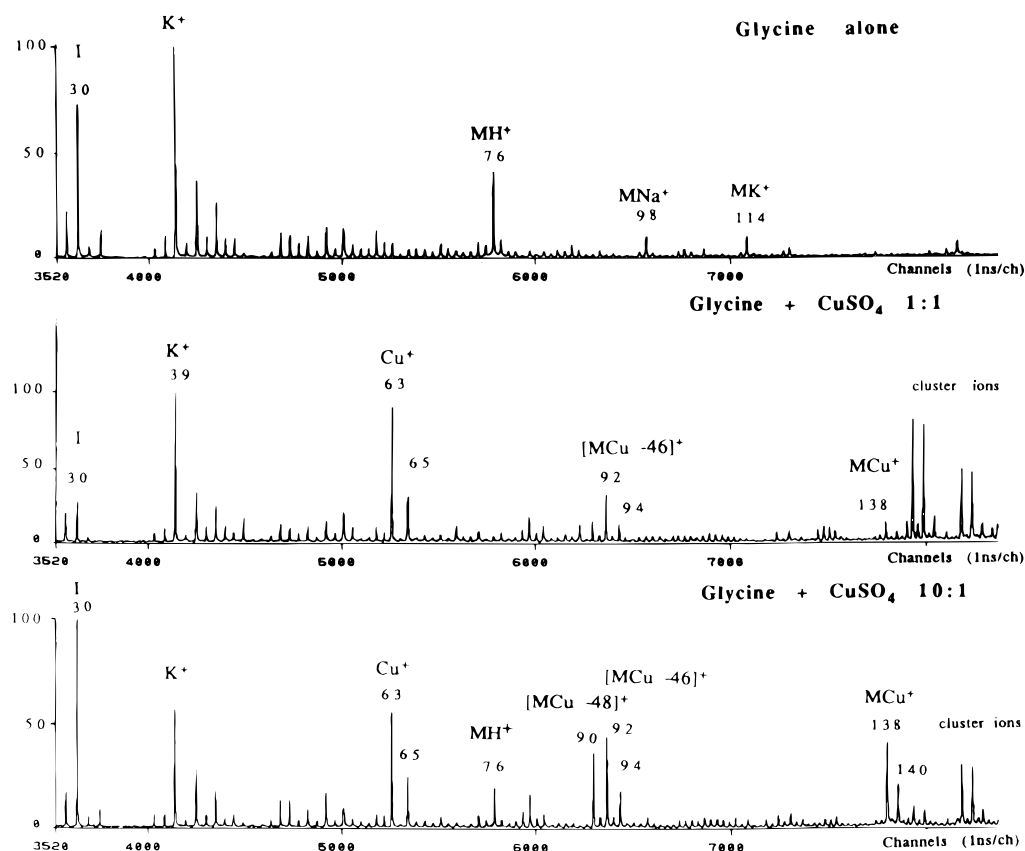 K⁺
Glycine alone
100
I
30
MH⁺
50
76
MNa⁺
MK⁺
98
114
0
3520 4000 5000 6000 7000
Channels (1ns/ch)
Glycine + CuSO₄ 1:1
K⁺
Cu⁺
39
63
cluster ions
100
I
[MCu -46]⁺
65
MCu⁺
50
30
92
94
138
0
3520 4000 5000 6000 7000
Channels (1ns/ch)
Glycine + CuSO₄ 10:1
I
30
100
K⁺
Cu⁺
[MCu -46]⁺
63
[MCu -48]⁺
MCu⁺
50
MH⁺
90
92
138
cluster ions
65
76
94
140
0
3520 4000 5000 6000 7000
Channels (1ns/ch)